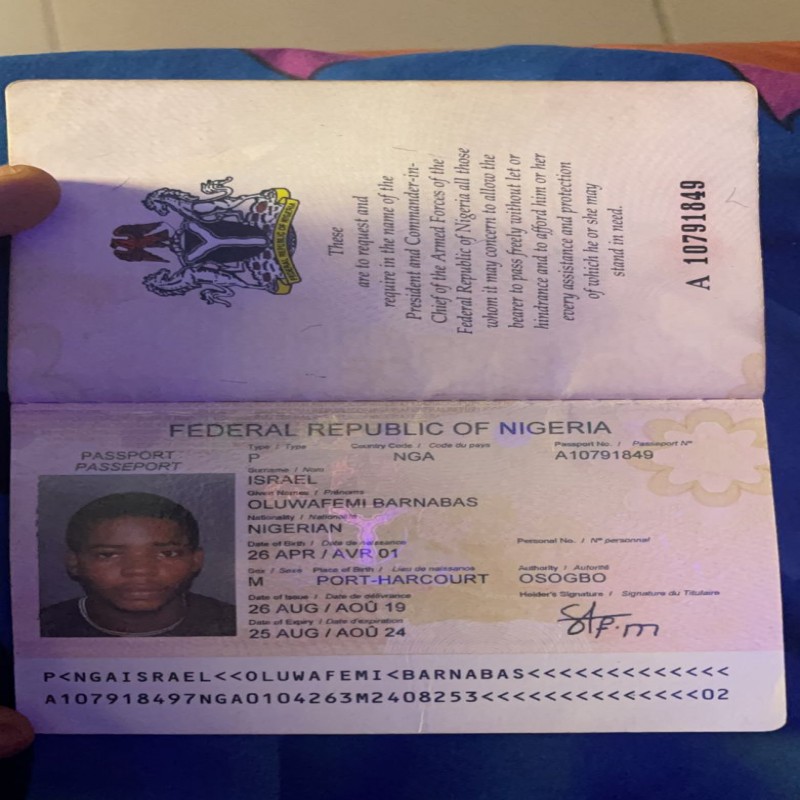 These
are to request and
require in the name of the
President and Commander-in-
Chief of the Armed Forces of the
Federal Republic of Nigeria all those
whom it may concern to allow the
bearer to pass freely without let or
hindrance and to afford him or her
every assistance and protection
of which he or she may
stand in need.
A 10791849
FEDERAL REPUBLIC OF NIGERIA
PASSPORT
PASSEPORT
Type / Type
Country Code / Code du pays
Passport No. / Passeport N°
P
NGA
A10791849
Surname / Nom
ISRAEL
Given Names / Prénoms
OLUWAFEMI BARNABAS
Nationality / Nationalité
NIGERIAN
Date of Birth / Date de naissance
Personal No. / N° personnel
26 APR / AVR 01
Sex / Sexe Place of Birth / Lieu de naissance
Authority / Autorité
M PORT-HARCOURT
OSOGBO
Date of Issue / Date de délivrance
Holder's Signature / Signature du Titulaire
26 AUG / AOÛ 19
Date of Expiry / Date d'expiration
25 AUG / AOÛ 24
P<NGAISRAEL<<OLUWAFEMI<BARNABAS<<<<<<<<<<<<<
A107918497NGA0104263M2408253<<<<<<<<<<<<<<02